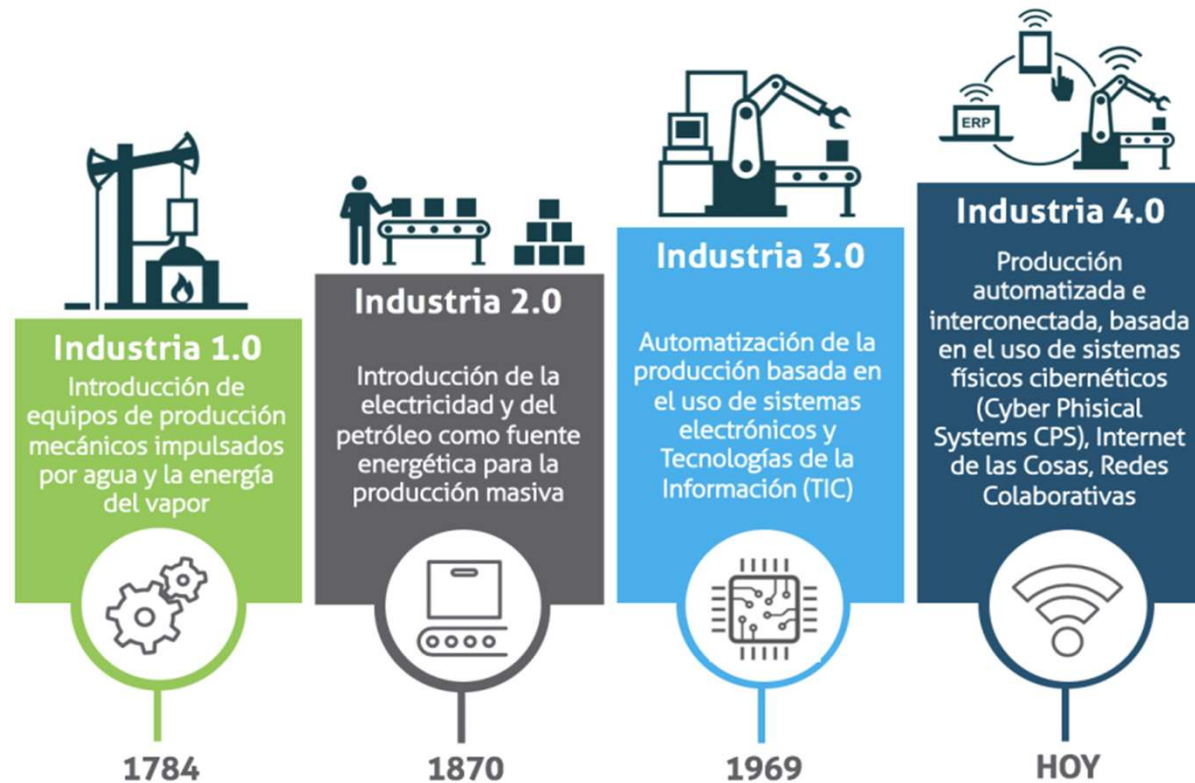 ERP
Industria 1.0
Introducción de
equipos de producción
mecánicos impulsados
por agua y la energía
del vapor
1784
Industria 2.0
Introducción de la
electricidad y del
petróleo como fuente
energética para la
producción masiva
1870
Industria 3.0
Automatización de la
producción basada en
el uso de sistemas
electrónicos y
Tecnologías de la
Información (TIC)
1969
Industria 4.0
Producción
automatizada e
interconectada, basada
en el uso de sistemas
físicos cibernéticos
(Cyber Phisical
Systems CPS), Internet
de las Cosas, Redes
Colaborativas
HOY